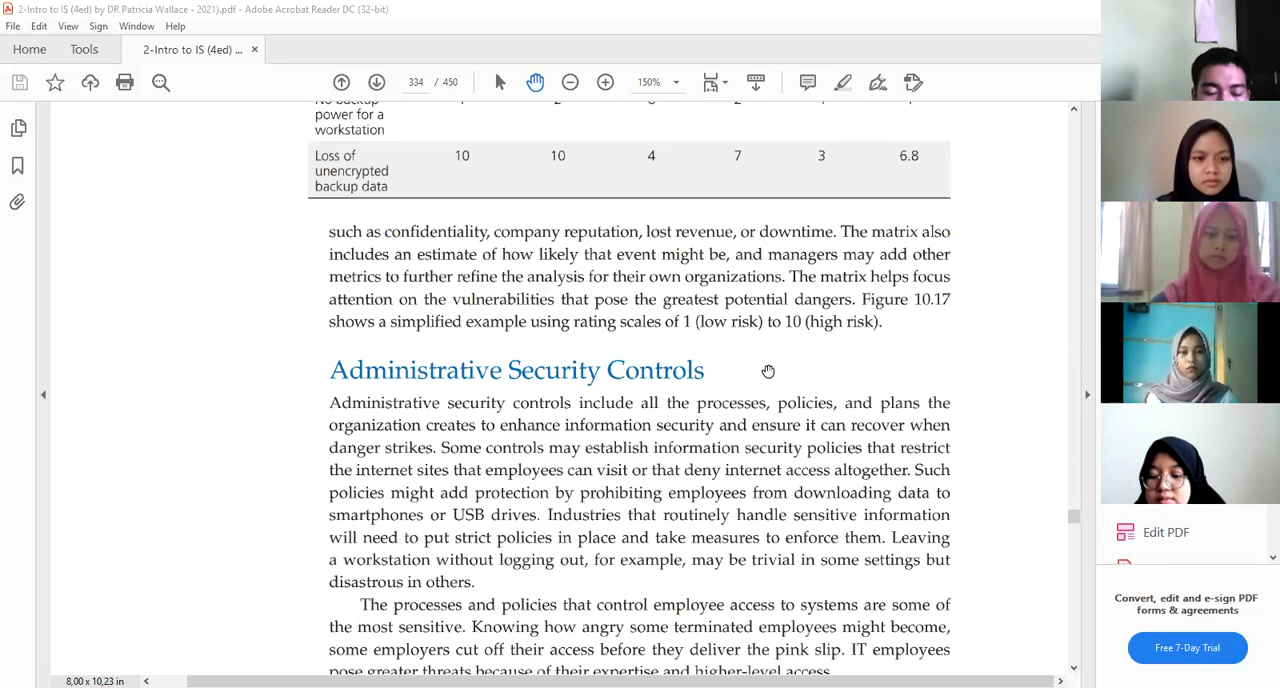 2-Intro to IS (4ed) by DR Patricia Wallace - 2021).pdf - Adobe Acrobat Reader DC (32-bit)
File Edit View Sign Window Help
Home Tools 2-Intro to IS (4ed) ... ×
334 / 450 150%
No backup
power for a
workstation
Loss of 10 10 4 7 3 6.8
unencrypted
backup data
such as confidentiality, company reputation, lost revenue, or downtime. The matrix also
includes an estimate of how likely that event might be, and managers may add other
metrics to further refine the analysis for their own organizations. The matrix helps focus
attention on the vulnerabilities that pose the greatest potential dangers. Figure 10.17
shows a simplified example using rating scales of 1 (low risk) to 10 (high risk).
Administrative Security Controls
Administrative security controls include all the processes, policies, and plans the
organization creates to enhance information security and ensure it can recover when
danger strikes. Some controls may establish information security policies that restrict
the internet sites that employees can visit or that deny internet access altogether. Such
policies might add protection by prohibiting employees from downloading data to
smartphones or USB drives. Industries that routinely handle sensitive information
will need to put strict policies in place and take measures to enforce them. Leaving
a workstation without logging out, for example, may be trivial in some settings but
disastrous in others.
The processes and policies that control employee access to systems are some of
the most sensitive. Knowing how angry some terminated employees might become,
some employers cut off their access before they deliver the pink slip. IT employees
pose greater threats because of their expertise and higher-level access.
8,00 x 10,23 in
Edit PDF
Convert, edit and e-sign PDF
forms & agreements
Free 7-Day Trial